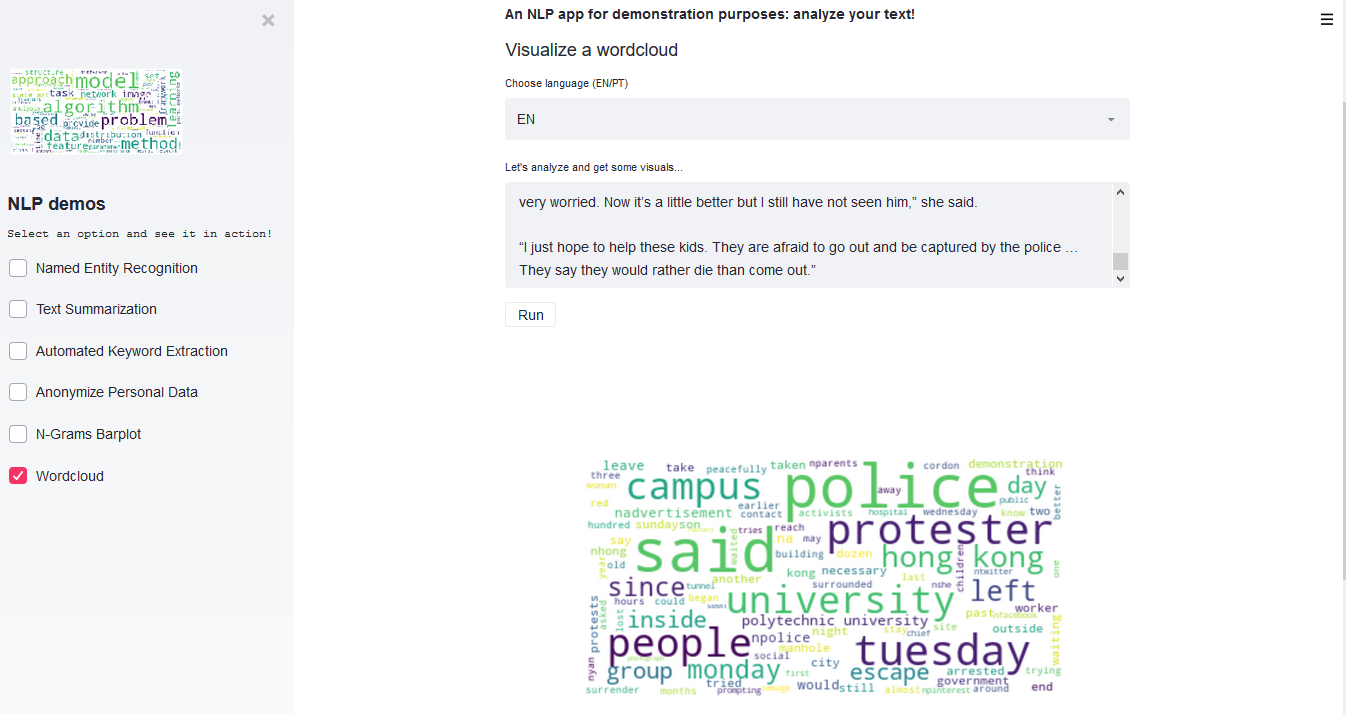 An NLP app for demonstration purposes: analyze your text!
Visualize a wordcloud
Choose language (EN/PT)
EN
Let's analyze and get some visuals...
very worried. Now it’s a little better but I still have not seen him,” she said.
“I just hope to help these kids. They are afraid to go out and be captured by the police …
They say they would rather die than come out.”
Run
structure
approach model set
task network image
algorithm learning
based provide problem
data distribution function
number
feature parameter method
NLP demos
Select an option and see it in action!
Named Entity Recognition
Text Summarization
Automated Keyword Extraction
Anonymize Personal Data
N-Grams Barplot
Wordcloud
leave take peacefully taken nparents cordon demonstration
three think
woman campus police away day
red earlier public
nadvertisement contact activists hospital wednesday know two better
hundred sunday son tries reach protester
say said waited na may
nhong building dozen hong kong
old year another kong necessary last children ntwitter one
since tunnel surrounded nshe left
hours could began university past nfacebook worker
protests asked lost inside polytechnic university site outside
people npolice night stay chief tuesday waiting
manhole
nyan social city
group monday first escape arrested trying
tried would government
surrender months prompting still almost npinterest around end